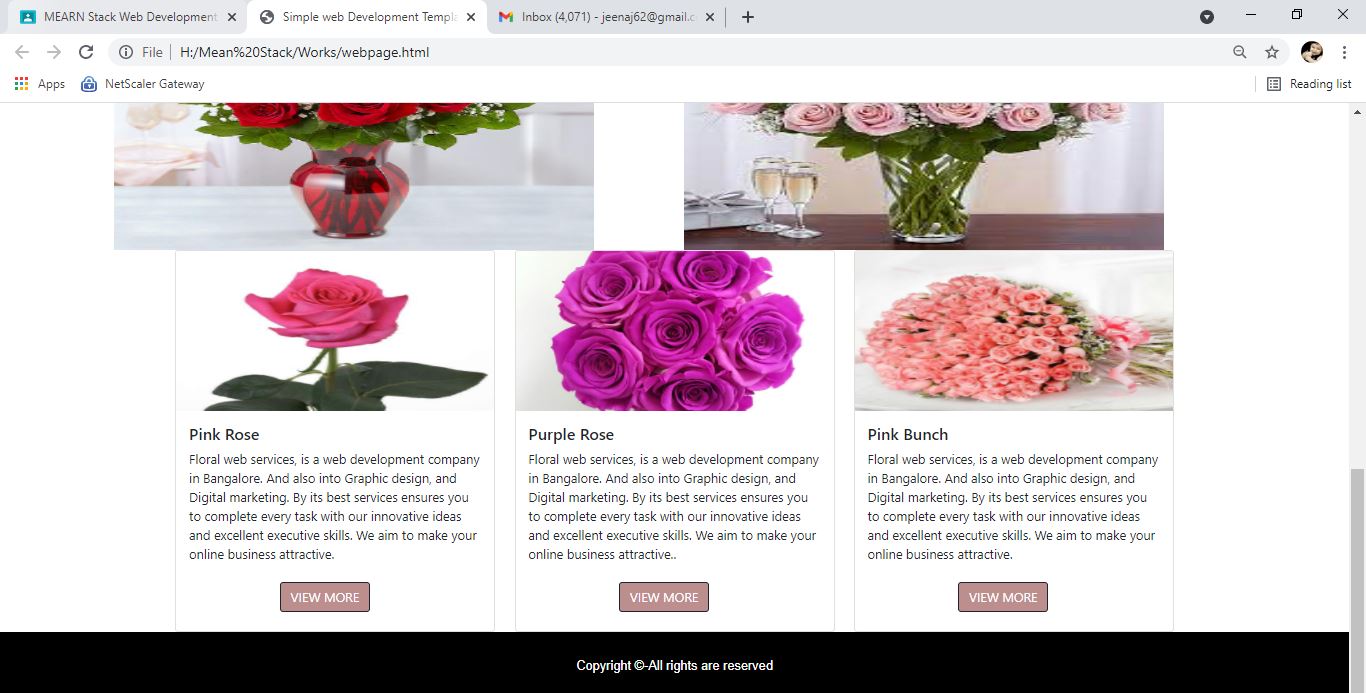 MEARN Stack Web Development
Simple web Development Templa
Inbox (4,071) - jeenaj62@gmail.c
File
H:/Mean%20Stack/Works/webpage.html
Apps
NetScaler Gateway
Reading list
Pink Rose
Floral web services, is a web development company
in Bangalore. And also into Graphic design, and
Digital marketing. By its best services ensures you
to complete every task with our innovative ideas
and excellent executive skills. We aim to make your
online business attractive.
VIEW MORE
Purple Rose
Floral web services, is a web development company
in Bangalore. And also into Graphic design, and
Digital marketing. By its best services ensures you
to complete every task with our innovative ideas
and excellent executive skills. We aim to make your
online business attractive..
VIEW MORE
Pink Bunch
Floral web services, is a web development company
in Bangalore. And also into Graphic design, and
Digital marketing. By its best services ensures you
to complete every task with our innovative ideas
and excellent executive skills. We aim to make your
online business attractive.
VIEW MORE
Copyright ©-All rights are reserved